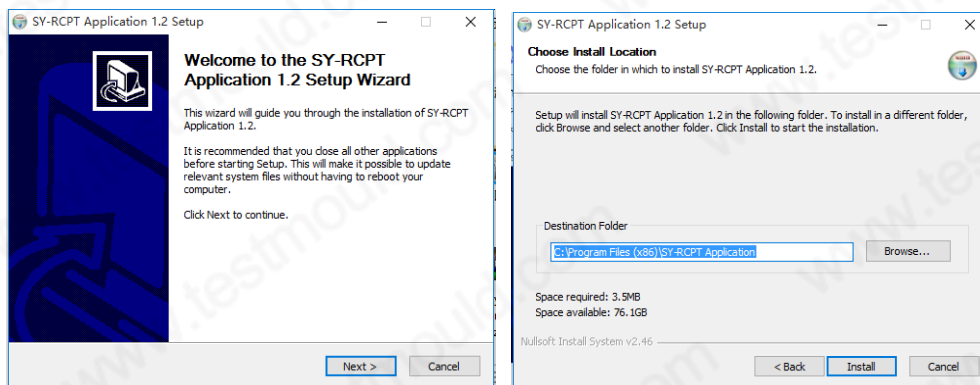 SY-RCPT Application 1.2 Setup
Welcome to the SY-RCPT
Application 1.2 Setup Wizard
This wizard will guide you through the installation of SY-RCPT
Application 1.2.
It is recommended that you close all other applications
before starting Setup. This will make it possible to update
relevant system files without having to reboot your
computer.
Click Next to continue.
Next >
Cancel
SY-RCPT Application 1.2 Setup
Choose Install Location
Choose the folder in which to install SY-RCPT Application 1.2.
Setup will install SY-RCPT Application 1.2 in the following folder. To install in a different folder,
click Browse and select another folder. Click Install to start the installation.
Destination Folder
C:\Program Files (x86)\SY-RCPT Application
Browse...
Space required: 3.5MB
Space available: 76.1GB
Nullsoft Install System v2.46
< Back
Install
Cancel
www.testmould.com